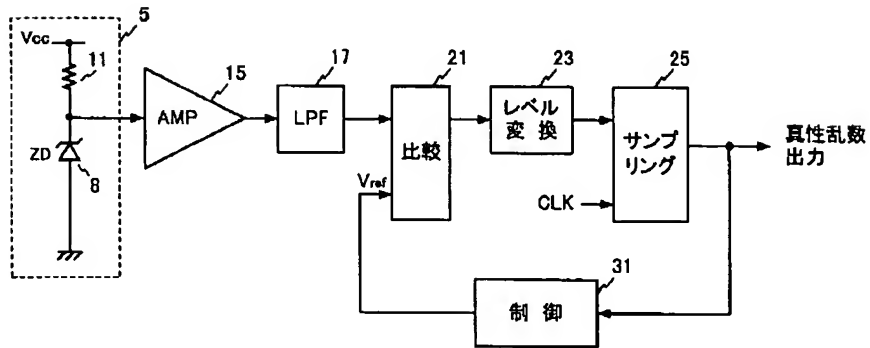 5
Vcc
11
ZD
8
15
AMP
17
LPF
21
比較
Vref
23
レベル
変換
25
サンプ
リング
CLK
真性乱数
出力
31
制御